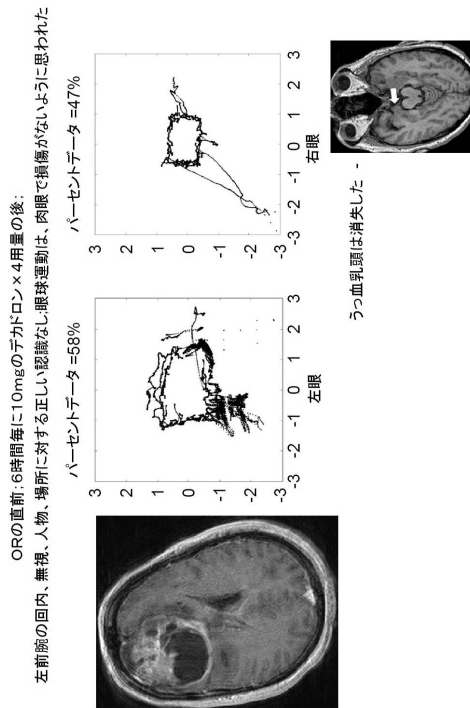 ORの直前;6時間毎に10mgのデカドロン×4用量の後:
左前腕の回内、無視、人物、場所に対する正しい認識なし;眼球運動は、肉眼で損傷がないように思われた
パーセントデータ =58%
3
2
1
0
-1
-2
-3
-3 -2 -1 0 1 2 3
左眼
パーセントデータ =47%
3
2
1
0
-1
-2
-3
-3 -2 -1 0 1 2 3
右眼
うっ血乳頭は消失した -